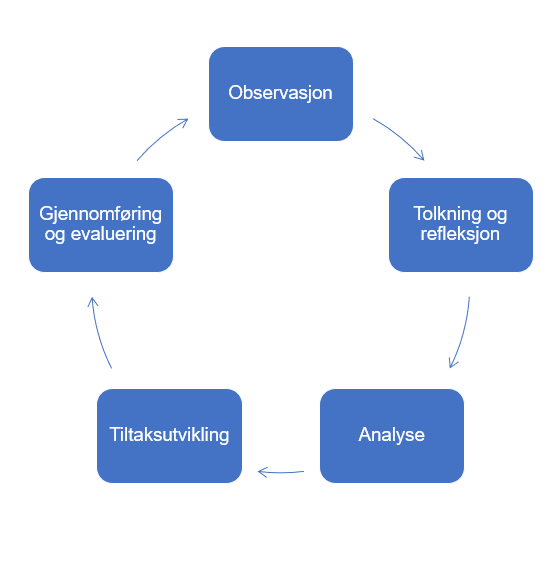 Observasjon
Tolkning og
refleksjon
Analyse
Tiltaksutvikling
Gjennomføring
og evaluering